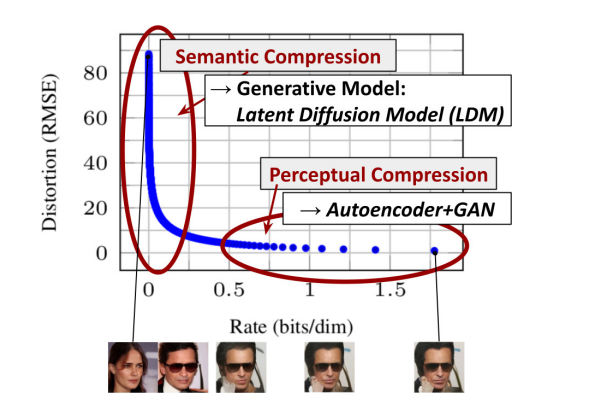 Semantic Compression
→ Generative Model:
Latent Diffusion Model (LDM)
Perceptual Compression
→ Autoencoder+GAN
Distortion (RMSE)
80
60
40
20
0
0
0.5
1
1.5
Rate (bits/dim)